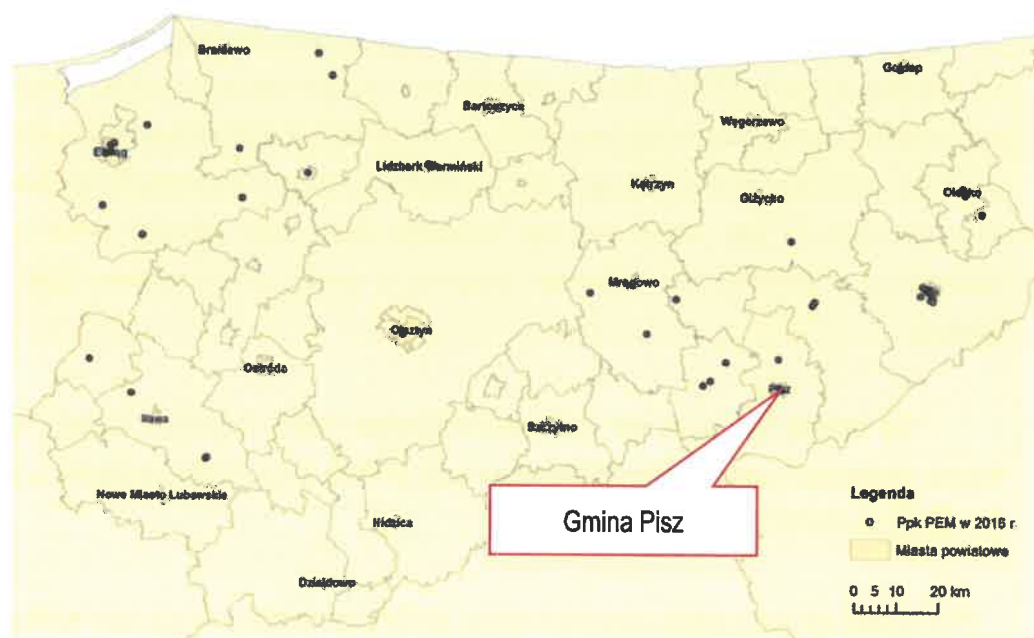 Braniewo
Gołdap
Bartoszyce
Węgorzewo
Elbląg
Lidzbark Warmiński
Kętrzyn
Giżycko
Olecko
Mrągowo
Olsztyn
Ostróda
Pisz
Iława
Szczytno
Nowe Miasto Lubawskie
Nidzica
Działdowo
Gmina Pisz
Legenda
Ppk PEM w 2016 r
Miasta powiatowe
0 5 10 20 km